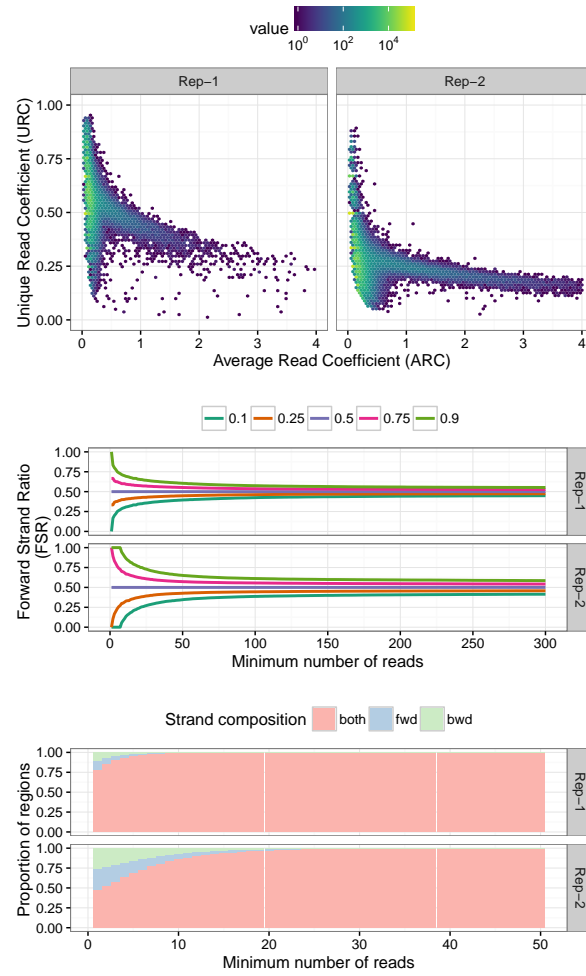 value
10^0 10^2 10^4
Rep−1 Rep−2
Unique Read Coefficient (URC)
1.00
0.75
0.50
0.25
0.00
0 1 2 3 4 0 1 2 3 4
Average Read Coefficient (ARC)
0.1 0.25 0.5 0.75 0.9
Forward Strand Ratio
(FSR)
1.00
0.75
0.50
0.25
0.00
Rep−1
1.00
0.75
0.50
0.25
0.00
Rep−2
0 50 100 150 200 250 300
Minimum number of reads
Strand composition both fwd bwd
Proportion of regions
1.00
0.75
0.50
0.25
0.00
Rep−1
1.00
0.75
0.50
0.25
0.00
Rep−2
0 10 20 30 40 50
Minimum number of reads